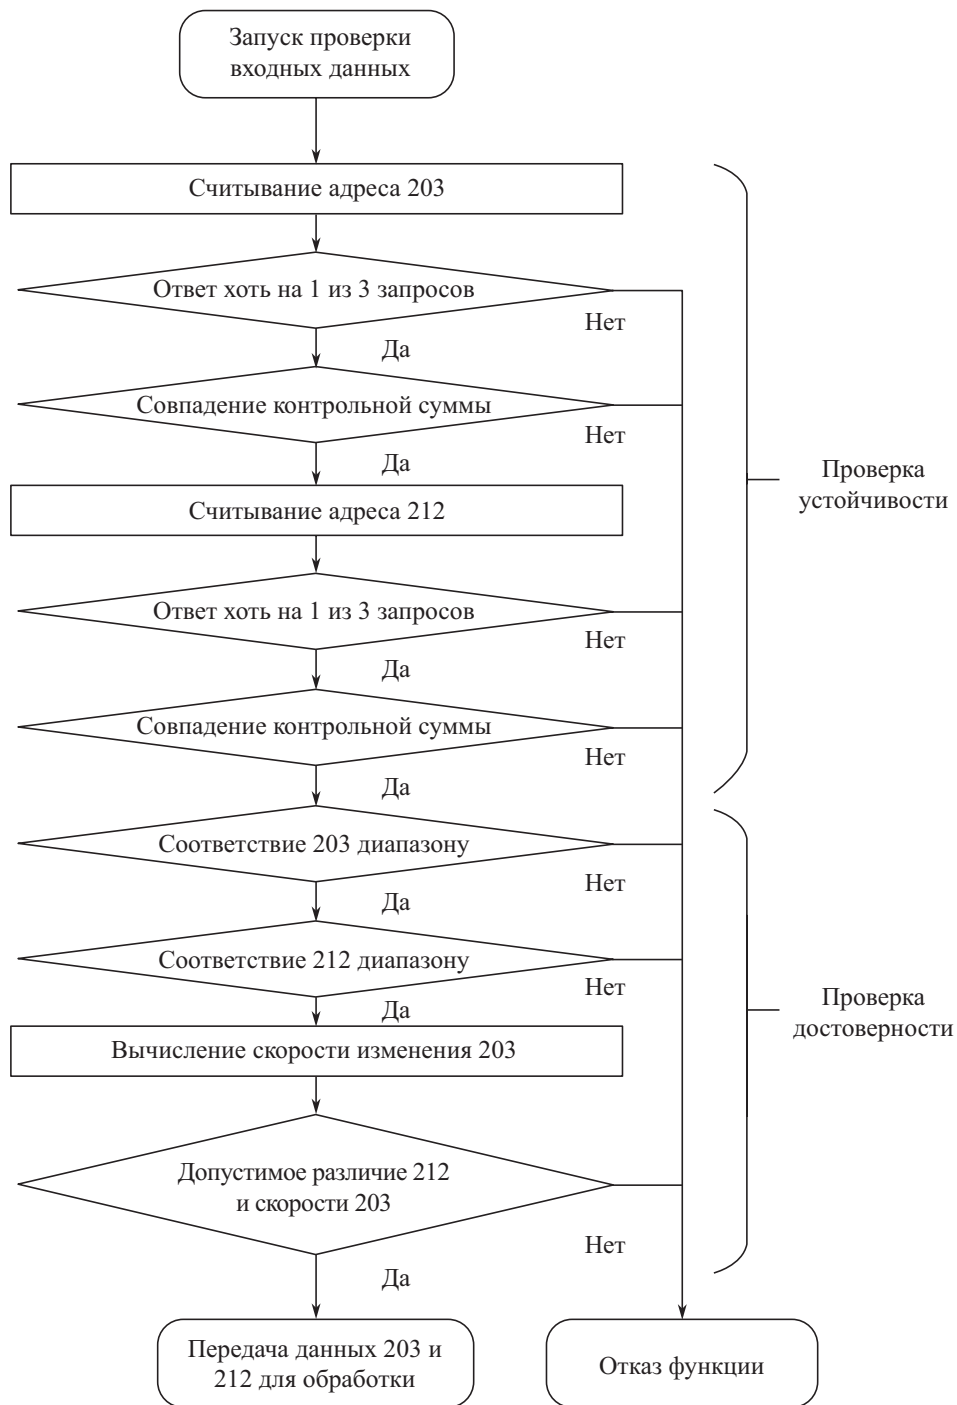 Запуск проверки
входных данных
Считывание адреса 203
Ответ хоть на 1 из 3 запросов
Нет
Да
Совпадение контрольной суммы
Нет
Да
Считывание адреса 212
Ответ хоть на 1 из 3 запросов
Нет
Да
Совпадение контрольной суммы
Нет
Да
Проверка
устойчивости
Соответствие 203 диапазону
Нет
Да
Соответствие 212 диапазону
Нет
Да
Вычисление скорости изменения 203
Допустимое различие 212
и скорости 203
Нет
Да
Проверка
достоверности
Передача данных 203 и
212 для обработки
Отказ функции